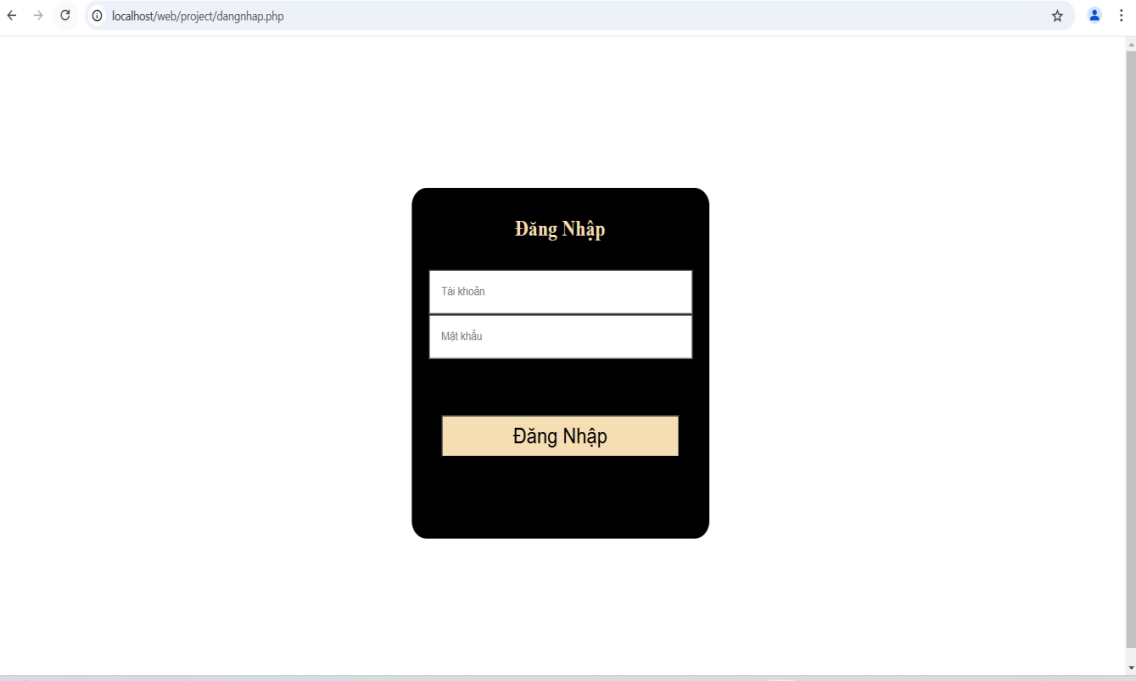 localhost/web/project/dangnhap.php
Đăng Nhập
Tài khoản
Mật khẩu
Đăng Nhập